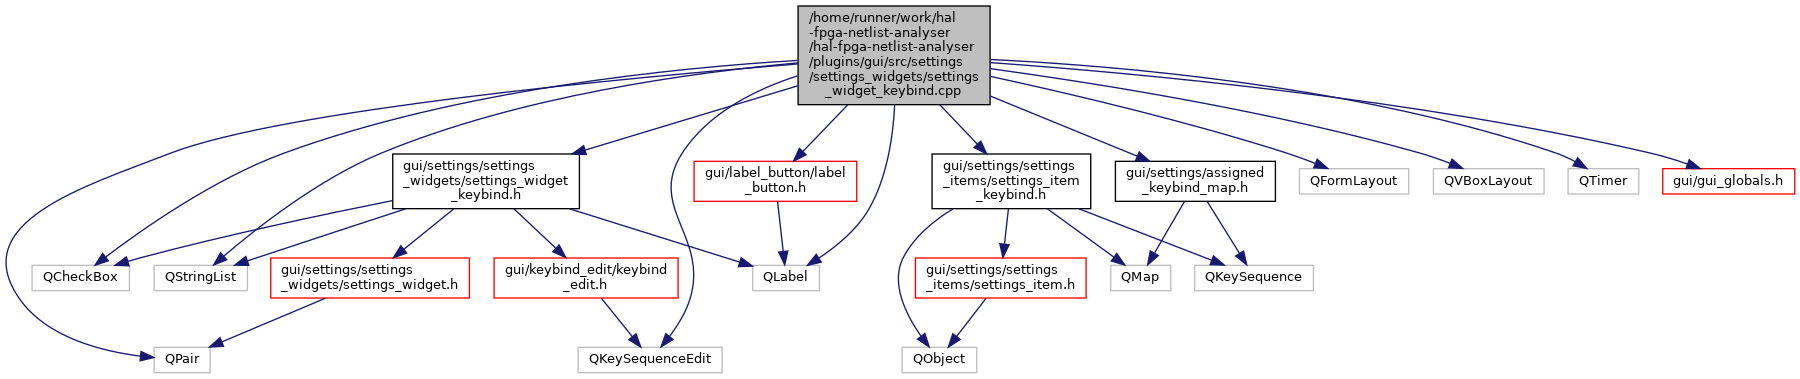 /home/runner/work/hal
-fpga-netlist-analyser
/hal-fpga-netlist-analyser
/plugins/gui/src/settings
/settings_widgets/settings
_widget_keybind.cpp
gui/settings/settings
_widgets/settings_widget
_keybind.h
gui/label_button/label
_button.h
gui/settings/settings
_items/settings_item
_keybind.h
gui/settings/assigned
_keybind_map.h
QFormLayout
QVBoxLayout
QTimer
gui/gui_globals.h
QCheckBox
QStringList
gui/settings/settings
_widgets/settings_widget.h
gui/keybind_edit/keybind
_edit.h
QLabel
gui/settings/settings
_items/settings_item.h
QMap
QKeySequence
QPair
QKeySequenceEdit
QObject